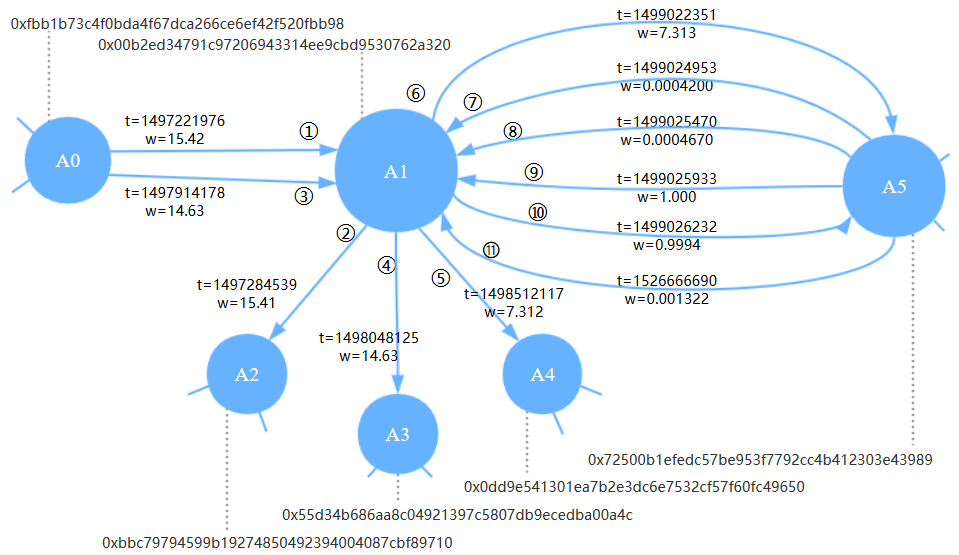 0xfbb1b73c4f0bda4f67dca266ce6ef42f520fbb98
0x00b2ed34791c97206943314ee9cbd9530762a320
t=1499022351
w=7.313
t=1499024953
w=0.0004200
t=1499025470
w=0.0004670
t=1499025933
w=1.000
t=1499026232
w=0.9994
t=1526666690
w=0.001322
⑥
⑦
⑧
⑨
⑩
⑪
t=1497221976
w=15.42
①
t=1497914178
w=14.63
③
A0
A1
A5
②
④
⑤
t=1497284539
w=15.41
t=1498048125
w=14.63
t=1498512117
w=7.312
A2
A3
A4
0x72500b1efedc57be953f7792cc4b412303e43989
0x0dd9e541301ea7b2e3dc6e7532cf57f60fc49650
0x55d34b686aa8c04921397c5807db9ecedba00a4c
0xbbc79794599b19274850492394004087cbf89710